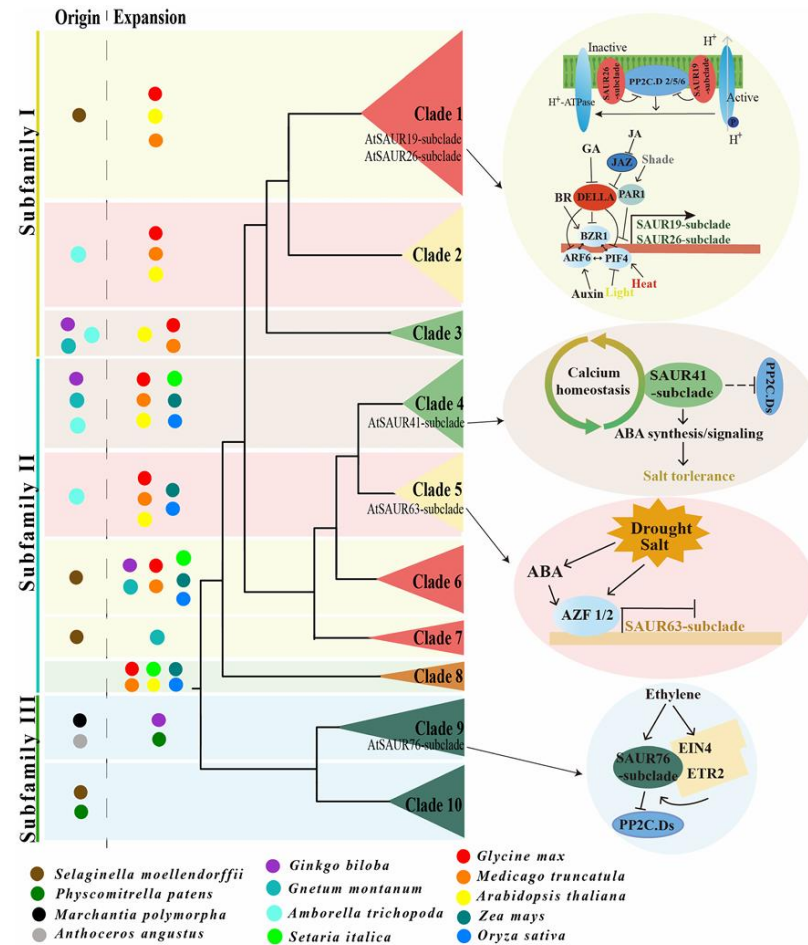 Origin Expansion
Subfamily I
Subfamily II
Subfamily III
Clade 1
AtSAUR19-subclade
AtSAUR26-subclade
Clade 2
Clade 3
Clade 4
AtSAUR41-subclade
Clade 5
AtSAUR63-subclade
Clade 6
Clade 7
Clade 8
Clade 9
AtSAUR76-subclade
Clade 10
H+
Inactive
SAUR26
-subclade
PP2C.D 2/5/6
SAUR19
-subclade
H+-ATPase
Active
P
H+
JA
GA
JAZ
Shade
DELLA
PAR1
BR
SAUR19-subclade
BZR1
SAUR26-subclade
ARF6
PIF4
Heat
Auxin
Light
Calcium
homeostasis
SAUR41
-subclade
PP2C.Ds
ABA synthesis/signaling
Salt torlerance
Drought
Salt
ABA
AZF 1/2
SAUR63-subclade
Ethylene
SAUR76
-subclade
EIN4
ETR2
PP2C.Ds
Selaginella moellendorffii
Physcomitrella patens
Marchantia polymorpha
Anthoceros angustus
Ginkgo biloba
Gnetum montanum
Amborella trichopoda
Setaria italica
Glycine max
Medicago truncatula
Arabidopsis thaliana
Zea mays
Oryza sativa